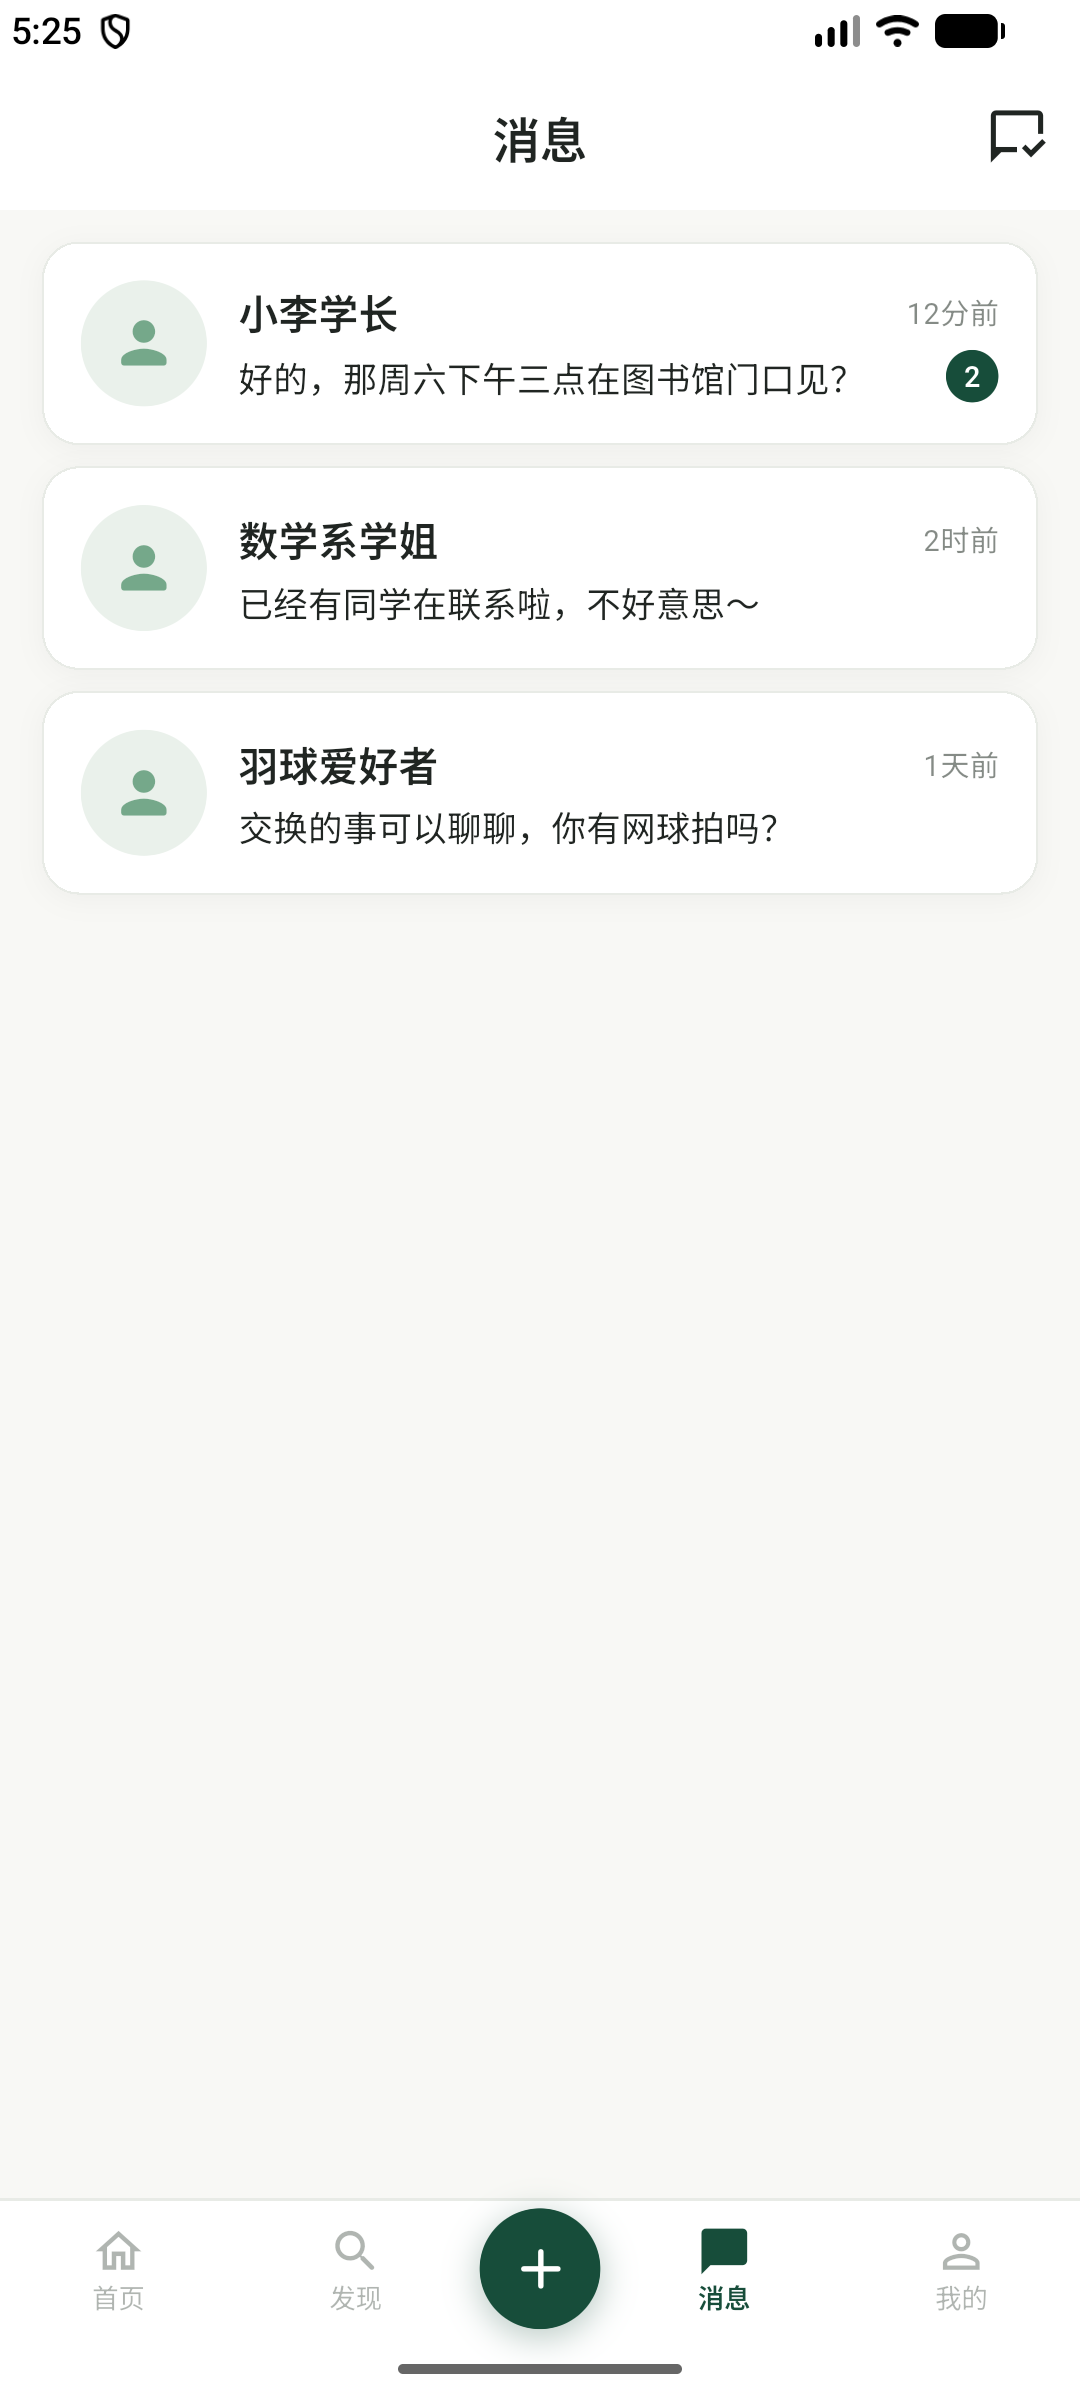 5:25
消息
小李学长
12分前
好的，那周六下午三点在图书馆门口见？
2
数学系学姐
2时前
已经有同学在联系啦，不好意思～
羽球爱好者
1天前
交换的事可以聊聊，你有网球拍吗？
首页
发现
消息
我的